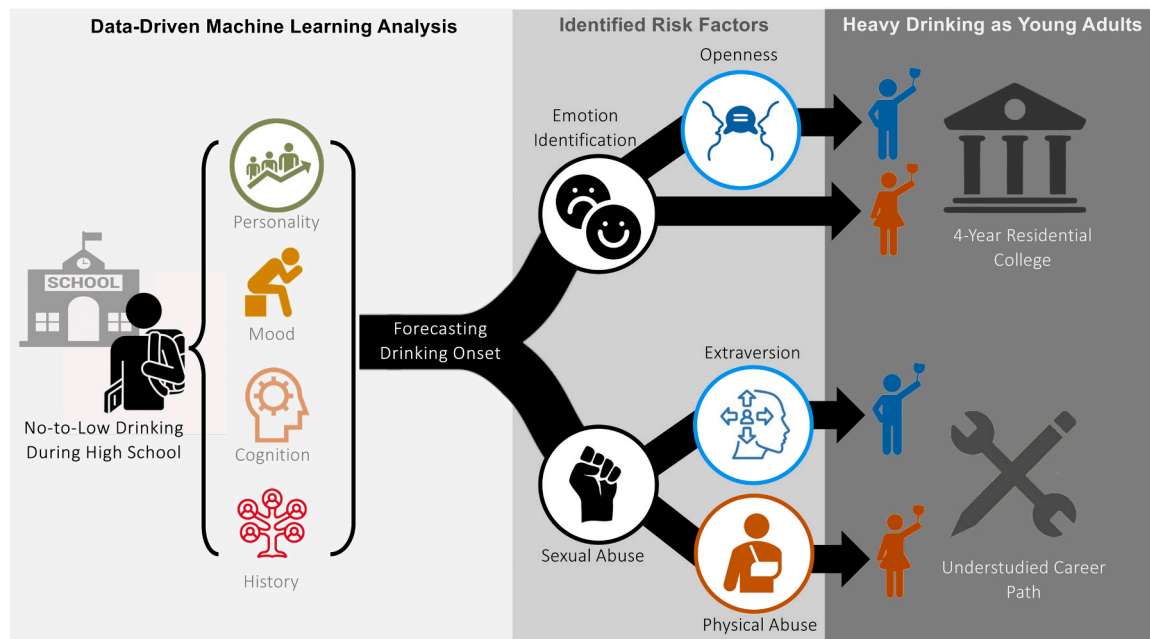 Data-Driven Machine Learning Analysis
Identified Risk Factors
Heavy Drinking as Young Adults
SCHOOL
No-to-Low Drinking
During High School
Personality
Mood
Cognition
History
Forecasting
Drinking Onset
Emotion
Identification
Openness
4-Year Residential
College
Sexual Abuse
Extraversion
Physical Abuse
Understudied Career
Path